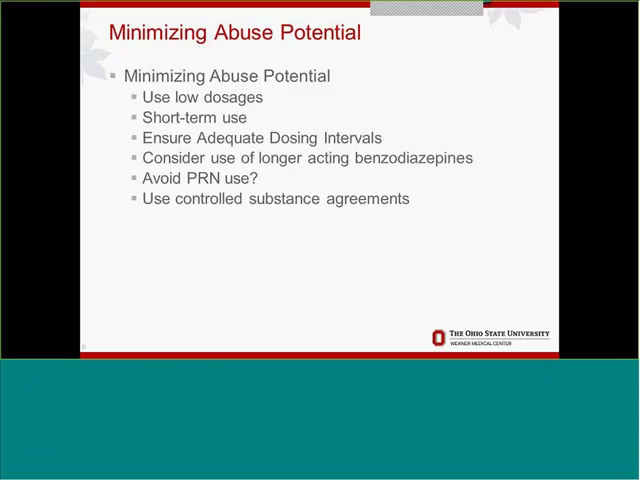 Minimizing Abuse Potential
Minimizing Abuse Potential
Use low dosages
Short-term use
Ensure Adequate Dosing Intervals
Consider use of longer acting benzodiazepines
Avoid PRN use?
Use controlled substance agreements
THE OHIO STATE UNIVERSITY
WEXNER MEDICAL CENTER